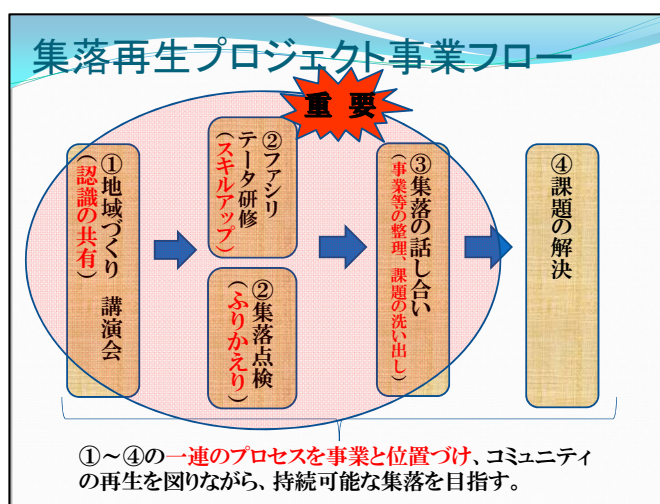 集落再生プロジェクト事業フロー
重 要
①地域づくり 講演会
(認識の共有)
②ファシリ
テータ研修
(スキルアップ)
②集落点検
(ふりかえり)
③集落の話し合い
(事業等の整理、課題の洗い出し)
④課題の解決
①～④の一連のプロセスを事業と位置づけ、コミュニティ
の再生を図りながら、持続可能な集落を目指す。